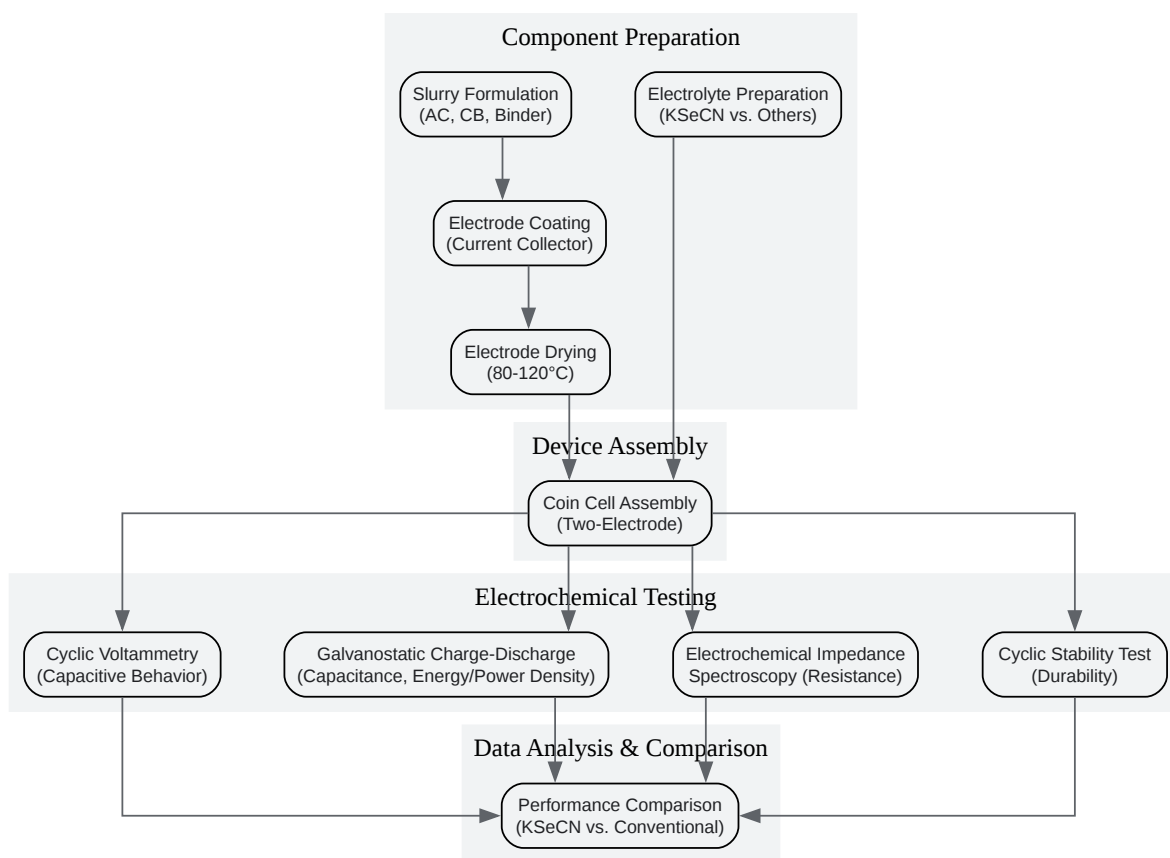 Component Preparation
Slurry Formulation
(AC, CB, Binder)
Electrolyte Preparation
(KSeCN vs. Others)
Electrode Coating
(Current Collector)
Electrode Drying
(80-120°C)
Device Assembly
Coin Cell Assembly
(Two-Electrode)
Electrochemical Testing
Cyclic Voltammetry
(Capacitive Behavior)
Galvanostatic Charge-Discharge
(Capacitance, Energy/Power Density)
Electrochemical Impedance
Spectroscopy (Resistance)
Cyclic Stability Test
(Durability)
Data Analysis & Comparison
Performance Comparison
(KSeCN vs. Conventional)